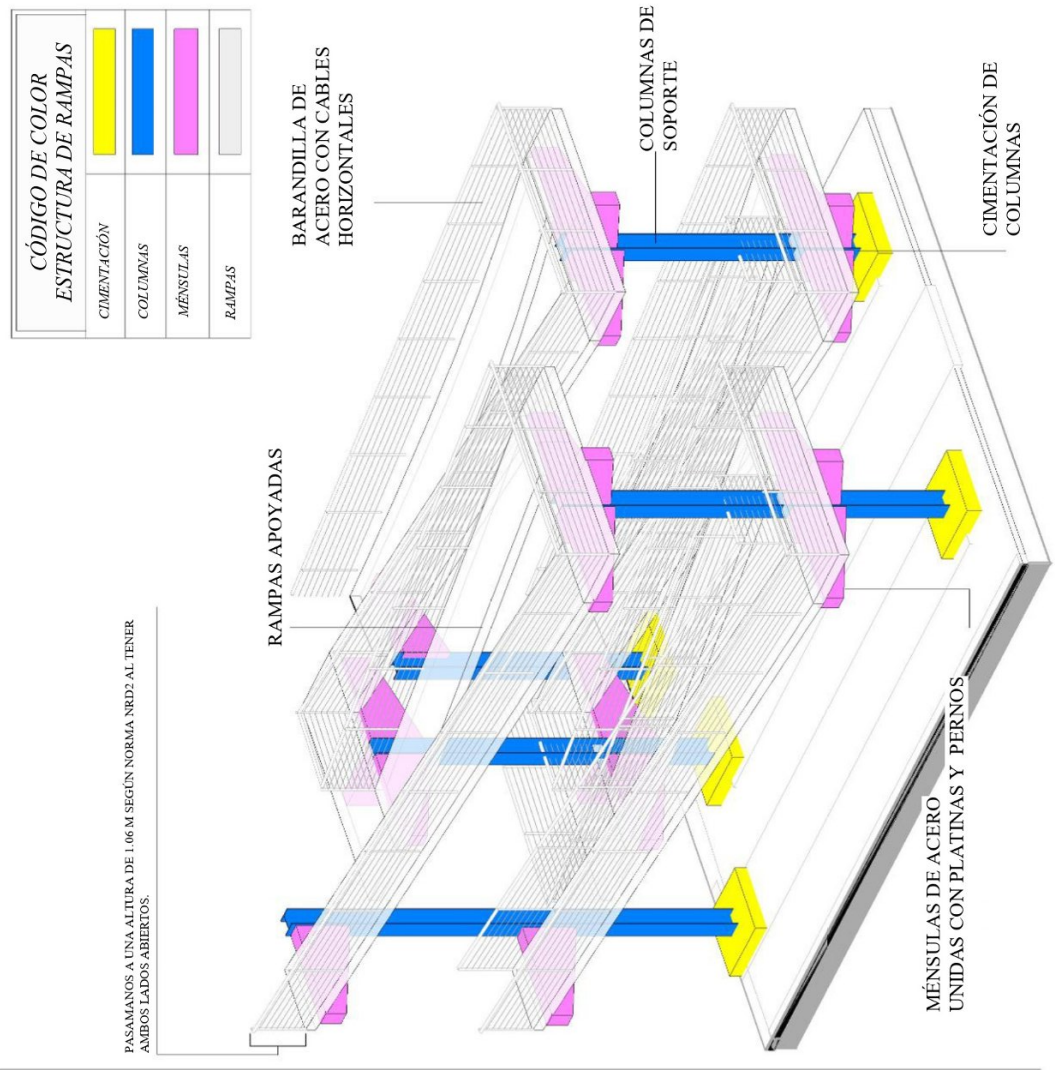 CÓDIGO DE COLOR
ESTRUCTURA DE RAMPAS
CIMENTACIÓN
COLUMNAS
MÉNSULAS
RAMPAS
PASAMANOS A UNA ALTURA DE 1.06 M SEGÚN NORMA NRD2 AL TENER
AMBOS LADOS ABIERTOS.
RAMPAS APOYADAS
BARANDILLA DE
ACERO CON CABLES
HORIZONTALES
COLUMNAS DE
SOPORTE
CIMENTACIÓN DE
COLUMNAS
MÉNSULAS DE ACERO
UNIDAS CON PLATINAS Y PERNOS